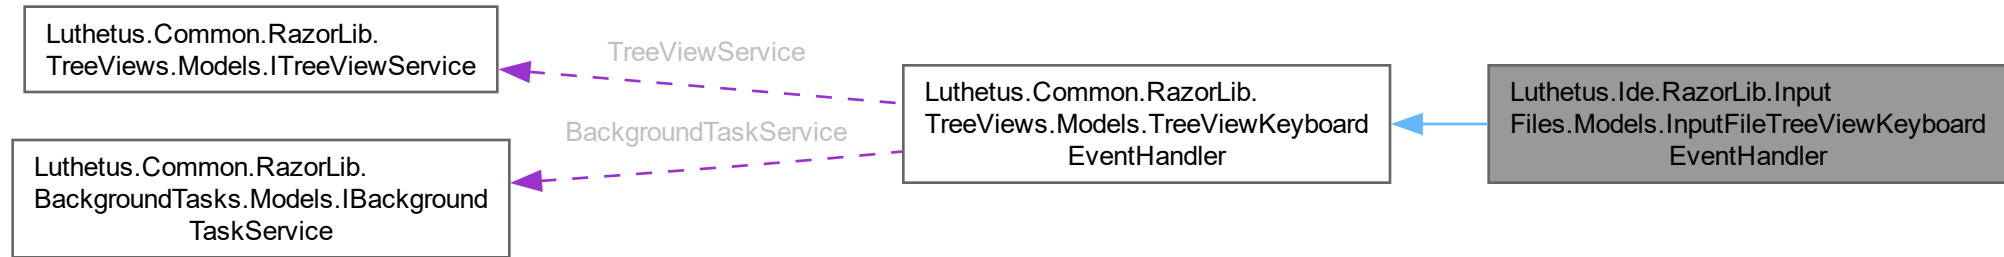 Luthetus.Common.RazorLib.
TreeViews.Models.ITreeViewService
Luthetus.Common.RazorLib.
BackgroundTasks.Models.IBackground
TaskService
TreeViewService
BackgroundTaskService
Luthetus.Common.RazorLib.
TreeViews.Models.TreeViewKeyboard
EventHandler
Luthetus.Ide.RazorLib.Input
Files.Models.InputFileTreeViewKeyboard
EventHandler